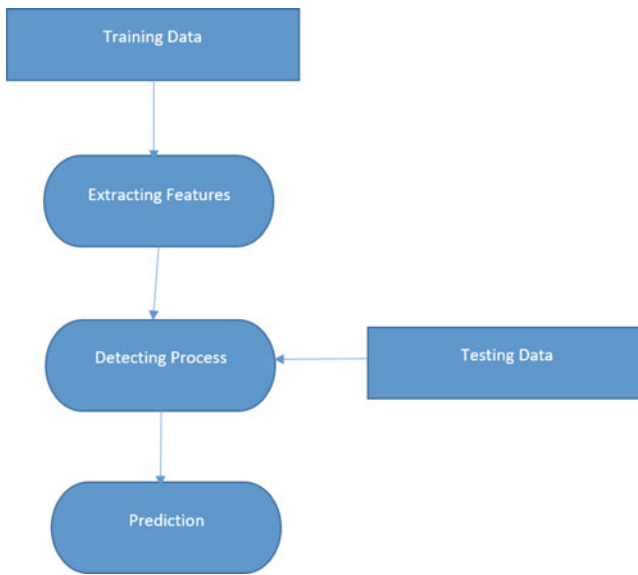 Training Data
Extracting Features
Detecting Process
Testing Data
Prediction